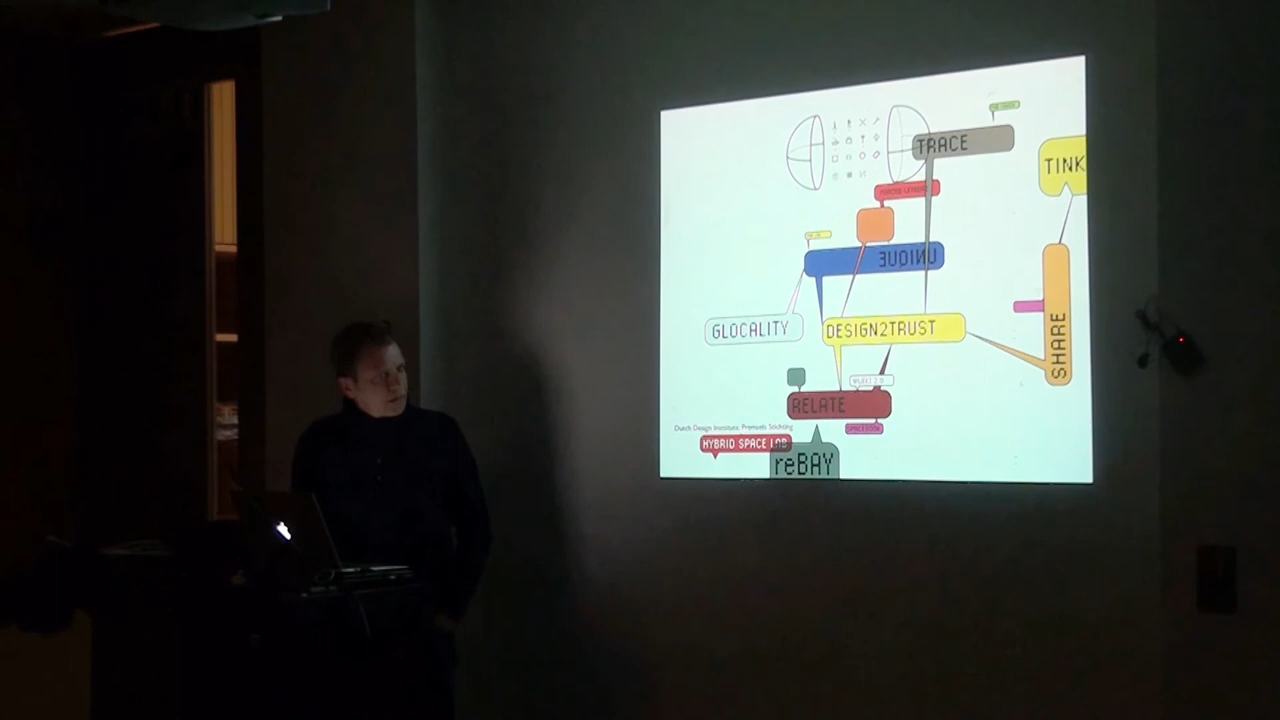 TRACE
TINK
UNIQUE
GLOCALITY
DESIGN2TRUST
SHARE
RELATE
Dutch Design Institute: Premsela Stichting
HYBRID SPACE LAB
reBAY